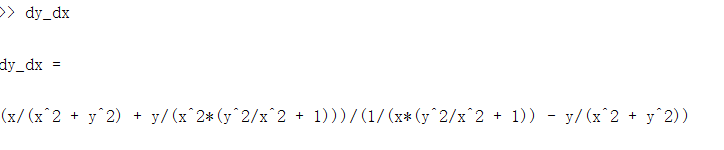 >> dy_dx
dy_dx =
(x/(x^2 + y^2) + y/(x^2*(y^2/x^2 + 1)))/(1/(x*(y^2/x^2 + 1)) - y/(x^2 + y^2))